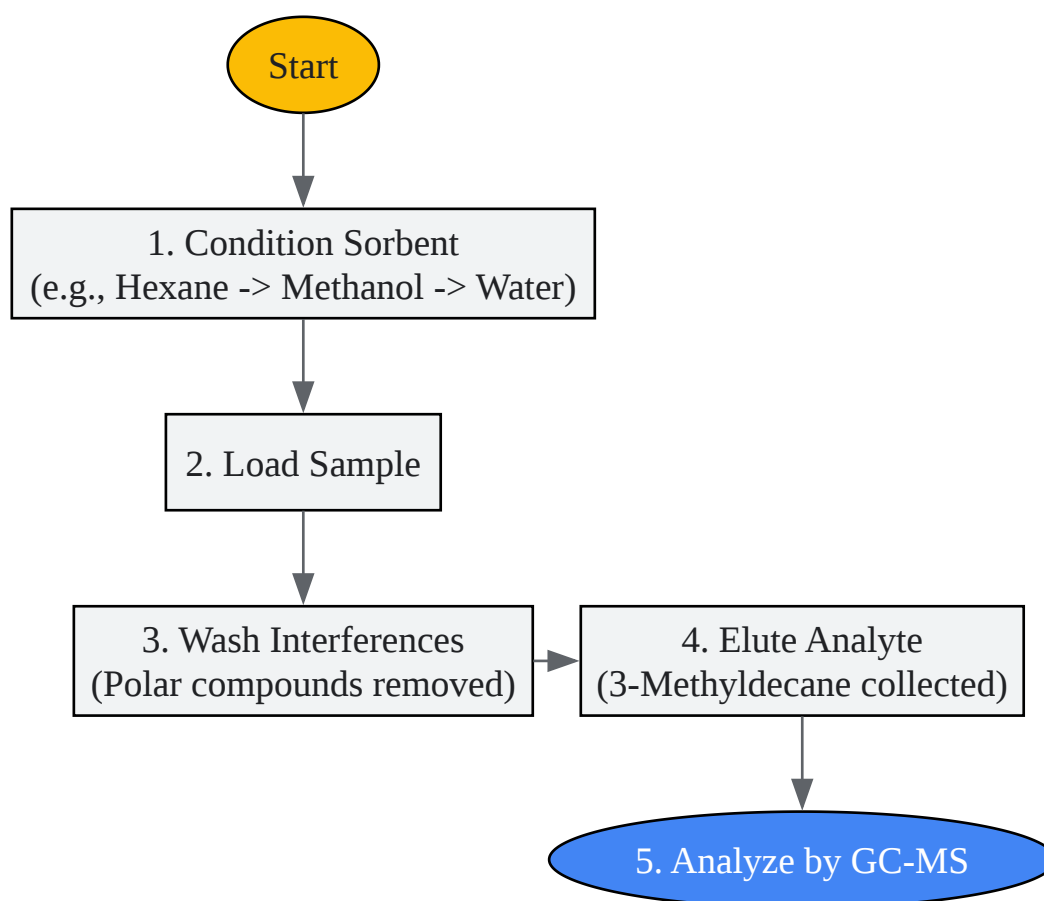 Start
1. Condition Sorbent
(e.g., Hexane -> Methanol -> Water)
2. Load Sample
3. Wash Interferences
(Polar compounds removed)
4. Elute Analyte
(3-Methyldecane collected)
5. Analyze by GC-MS